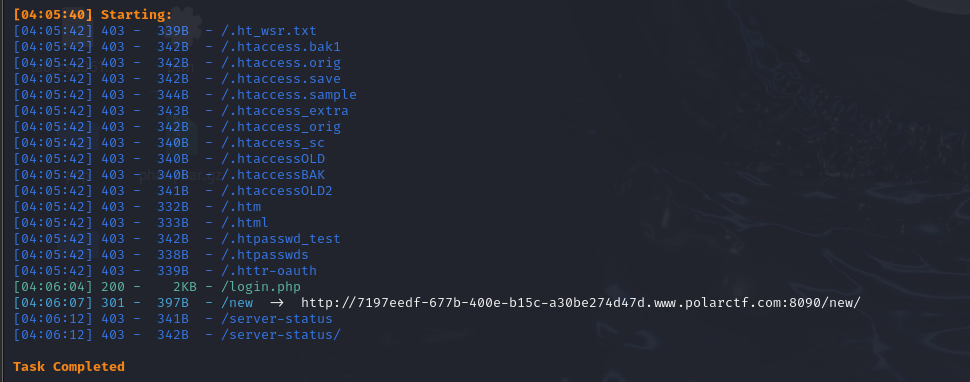 [04:05:40] Starting:
[04:05:42] 403 -  339B  - /.ht_wsr.txt
[04:05:42] 403 -  342B  - /.htaccess.bak1
[04:05:42] 403 -  342B  - /.htaccess.orig
[04:05:42] 403 -  342B  - /.htaccess.save
[04:05:42] 403 -  344B  - /.htaccess.sample
[04:05:42] 403 -  343B  - /.htaccess_extra
[04:05:42] 403 -  342B  - /.htaccess_orig
[04:05:42] 403 -  340B  - /.htaccess_sc
[04:05:42] 403 -  340B  - /.htaccessOLD
[04:05:42] 403 -  340B  - /.htaccessBAK
[04:05:42] 403 -  341B  - /.htaccessOLD2
[04:05:42] 403 -  332B  - /.htm
[04:05:42] 403 -  333B  - /.html
[04:05:42] 403 -  342B  - /.htpasswd_test
[04:05:42] 403 -  338B  - /.htpasswds
[04:05:42] 403 -  339B  - /.httr-oauth
[04:06:04] 200 -    2KB - /login.php
[04:06:07] 301 -  397B  - /new  ->  http://7197eedf-677b-400e-b15c-a30be274d47d.www.polarctf.com:8090/new/
[04:06:12] 403 -  341B  - /server-status
[04:06:12] 403 -  342B  - /server-status/
Task Completed